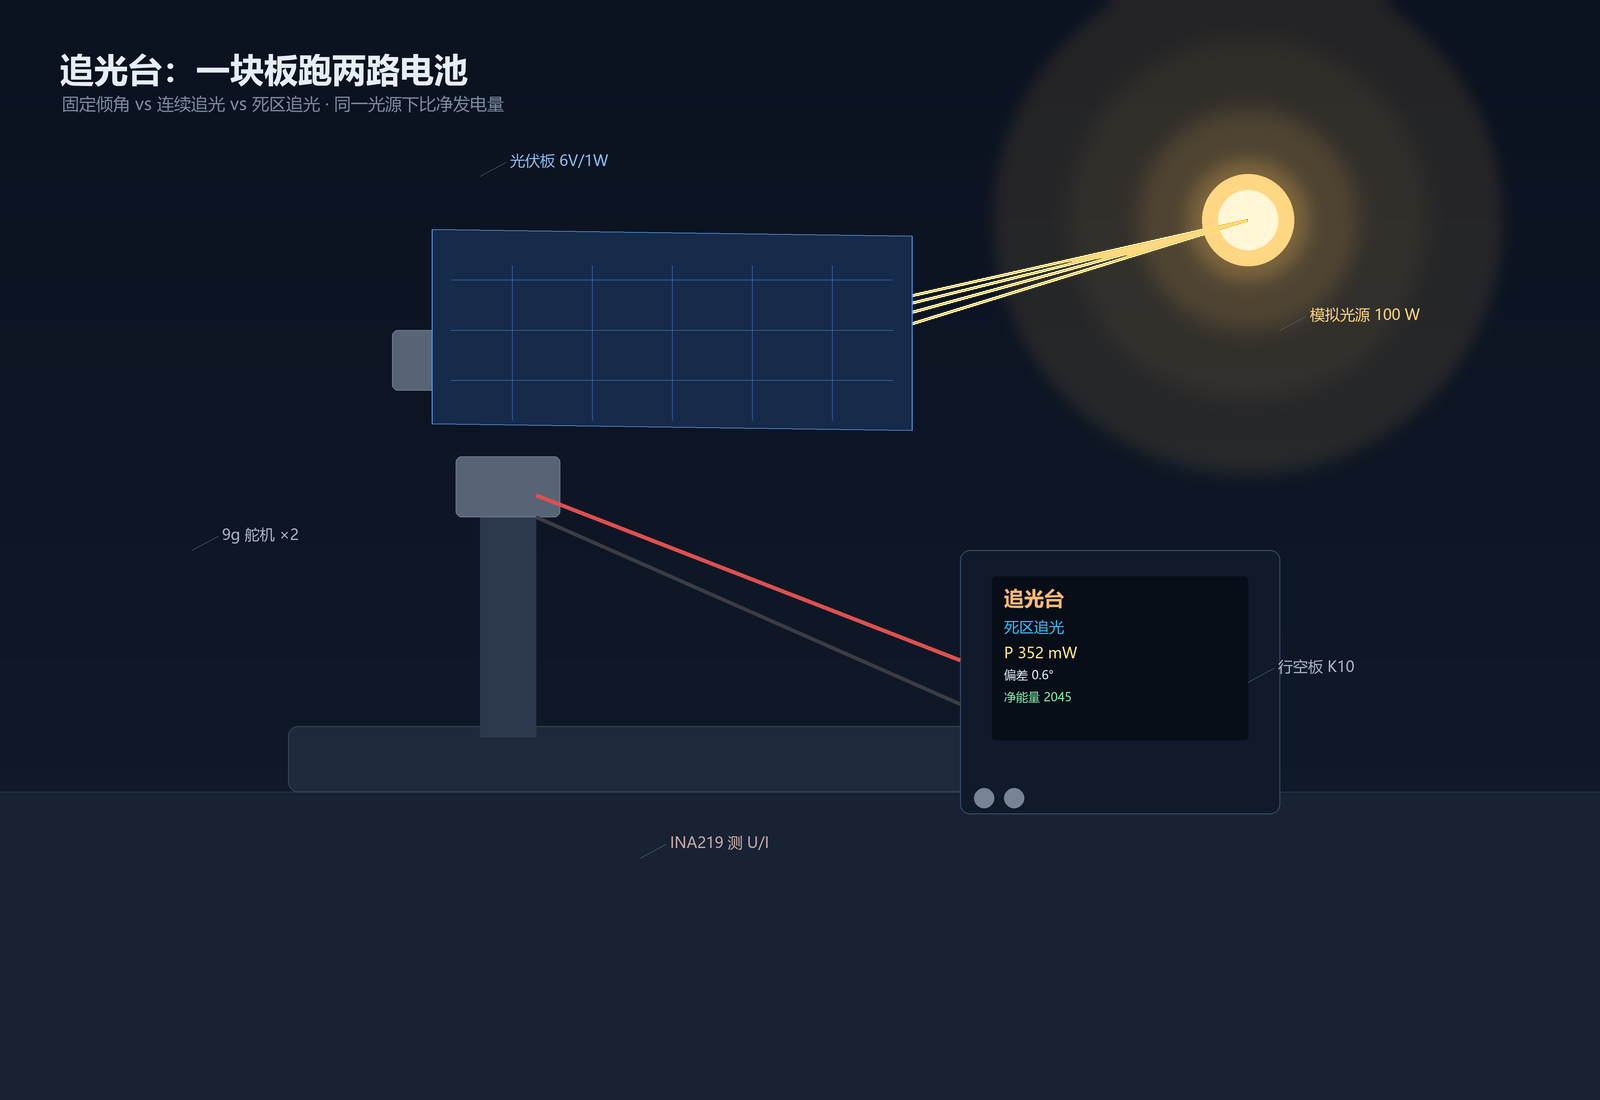 追光台：一块板跑两路电池
固定倾角 vs 连续追光 vs 死区追光 · 同一光源下比净发电量
光伏板 6V/1W
模拟光源 100 W
9g 舵机 ×2
追光台
死区追光
P 352 mW
偏差 0.6°
净能量 2045
行空板 K10
INA219 测 U/I